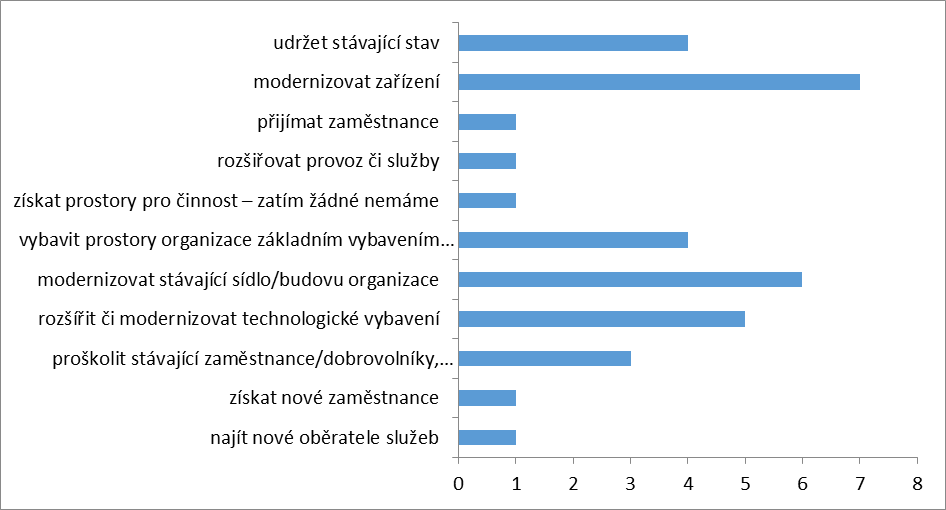 udržet stávající stav
modernizovat zařízení
přijímat zaměstnance
rozšiřovat provoz či služby
získat prostory pro činnost – zatím žádné nemáme
vybavit prostory organizace základním vybavením...
modernizovat stávající sídlo/budovu organizace
rozšířit či modernizovat technologické vybavení
proškolit stávající zaměstnance/dobrovolníky,...
získat nové zaměstnance
najít nové oběratele služeb
0 1 2 3 4 5 6 7 8